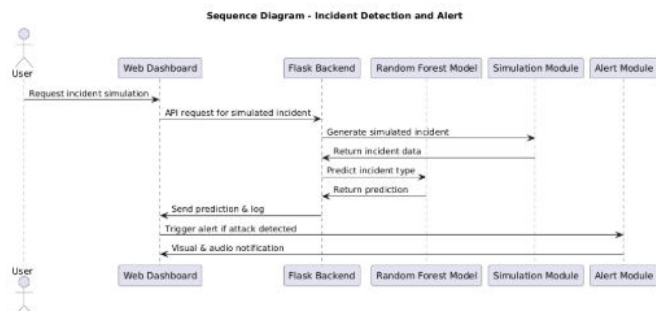 Sequence Diagram - Incident Detection and Alert
User
Web Dashboard
Flask Backend
Random Forest Model
Simulation Module
Alert Module
Request incident simulation
API request for simulated incident
Generate simulated incident
Return incident data
Predict incident type
Return prediction
Send prediction & log
Trigger alert if attack detected
Visual & audio notification
User
Web Dashboard
Flask Backend
Random Forest Model
Simulation Module
Alert Module